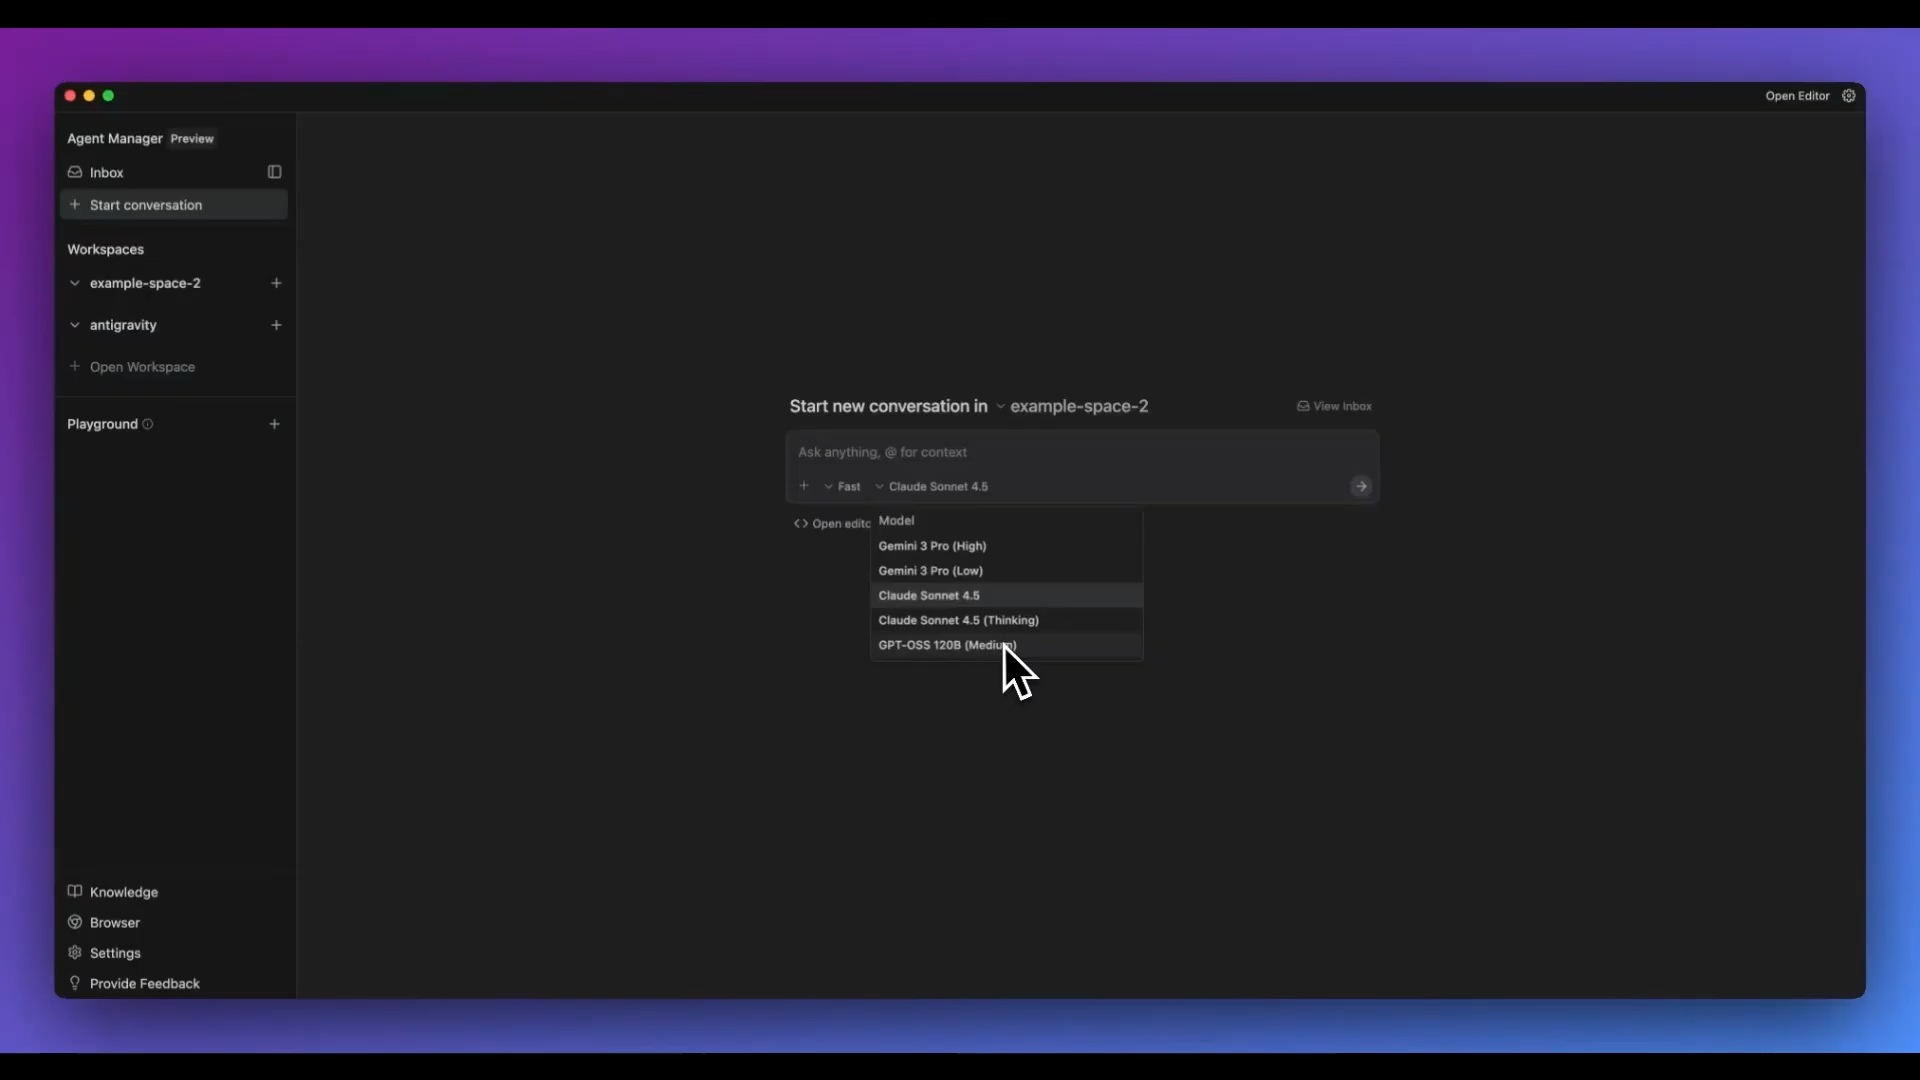 Open Editor
Agent Manager Preview
Inbox
Start conversation
Workspaces
example-space-2
antigravity
Open Workspace
Playground
Knowledge
Browser
Settings
Provide Feedback
Start new conversation in example-space-2
View Inbox
Ask anything, @ for context
Fast Claude Sonnet 4.5
Open edito
Model
Gemini 3 Pro (High)
Gemini 3 Pro (Low)
Claude Sonnet 4.5
Claude Sonnet 4.5 (Thinking)
GPT-OSS 120B (Medium)